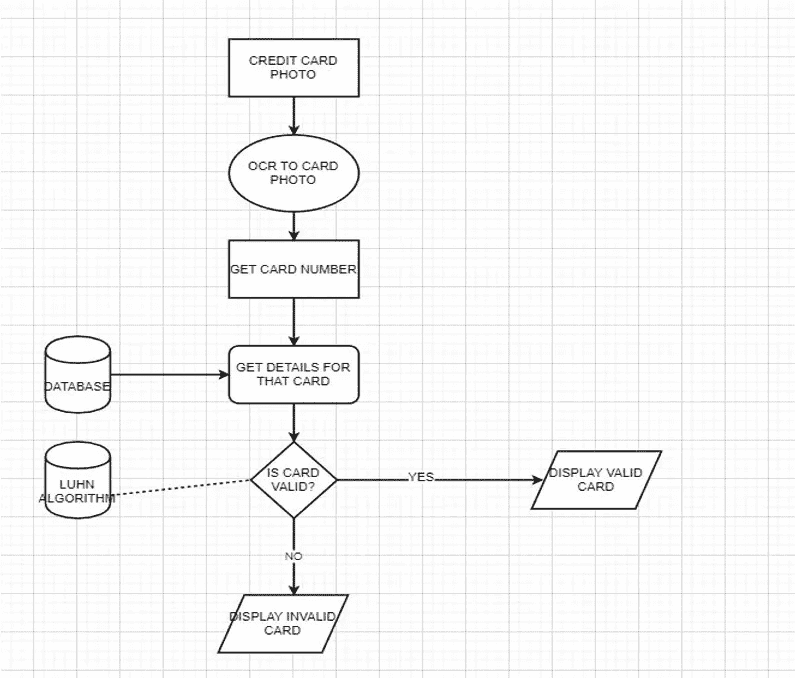 CREDIT CARD
PHOTO
OCR TO CARD
PHOTO
GET CARD NUMBER
GET DETAILS FOR
THAT CARD
DATABASE
IS CARD
VALID?
LUHN
ALGORITHM
YES
DISPLAY VALID
CARD
NO
DISPLAY INVALID
CARD